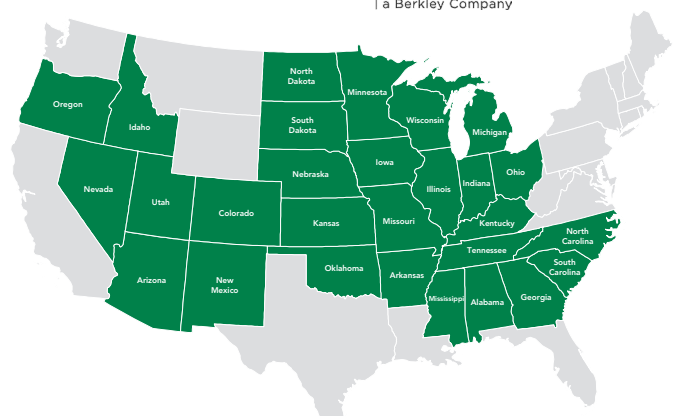 | a Berkley Company
North
Dakota
Minnesota
Oregon
Idaho
South
Dakota
Wisconsin
Michigan
Nebraska
Iowa
Ohio
Nevada
Utah
Colorado
Illinois
Indiana
Kansas
Missouri
Kentucky
North
Carolina
Tennessee
Arizona
New
Mexico
Oklahoma
Arkansas
South
Carolina
Mississippi
Alabama
Georgia